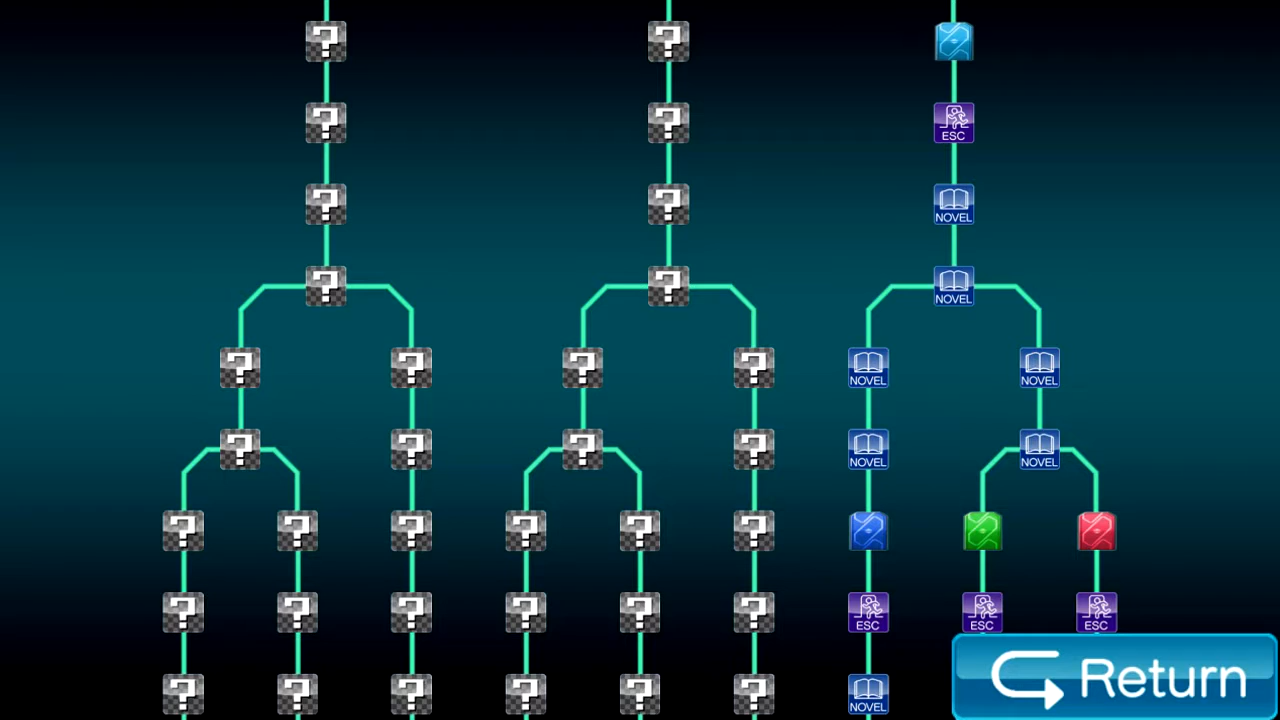 ? ?
? ? ESC
? ? NOVEL
? ? NOVEL
? ? ? ? NOVEL NOVEL
? ? ? ? NOVEL NOVEL
? ? ? ? ? ?
? ? ? ? ? ? ESC ESC ESC
? ? ? ? ? ? NOVEL
Return